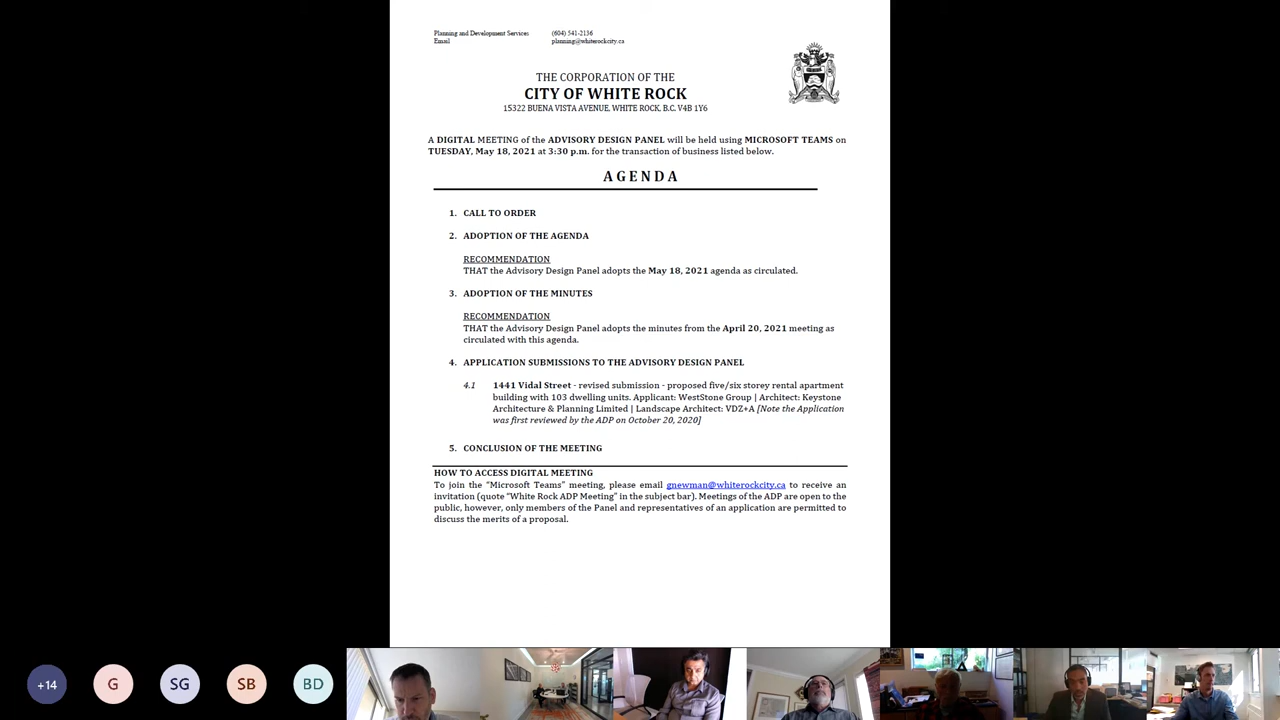 Planning and Development Services (604) 541-2136
Email planning@whiterockcity.ca
THE CORPORATION OF THE
CITY OF WHITE ROCK
15322 BUENA VISTA AVENUE, WHITE ROCK, B.C. V4B 1Y6
A DIGITAL MEETING of the ADVISORY DESIGN PANEL will be held using MICROSOFT TEAMS on
TUESDAY, May 18, 2021 at 3:30 p.m. for the transaction of business listed below.
AGENDA
1. CALL TO ORDER
2. ADOPTION OF THE AGENDA
RECOMMENDATION
THAT the Advisory Design Panel adopts the May 18, 2021 agenda as circulated.
3. ADOPTION OF THE MINUTES
RECOMMENDATION
THAT the Advisory Design Panel adopts the minutes from the April 20, 2021 meeting as
circulated with this agenda.
4. APPLICATION SUBMISSIONS TO THE ADVISORY DESIGN PANEL
4.1 1441 Vidal Street - revised submission - proposed five/six storey rental apartment
building with 103 dwelling units. Applicant: WestStone Group | Architect: Keystone
Architecture & Planning Limited | Landscape Architect: VDZ+A [Note the Application
was first reviewed by the ADP on October 20, 2020]
5. CONCLUSION OF THE MEETING
HOW TO ACCESS DIGITAL MEETING
To join the “Microsoft Teams” meeting, please email gnewman@whiterockcity.ca to receive an
invitation (quote “White Rock ADP Meeting” in the subject bar). Meetings of the ADP are open to the
public, however, only members of the Panel and representatives of an application are permitted to
discuss the merits of a proposal.
+14 G SG SB BD